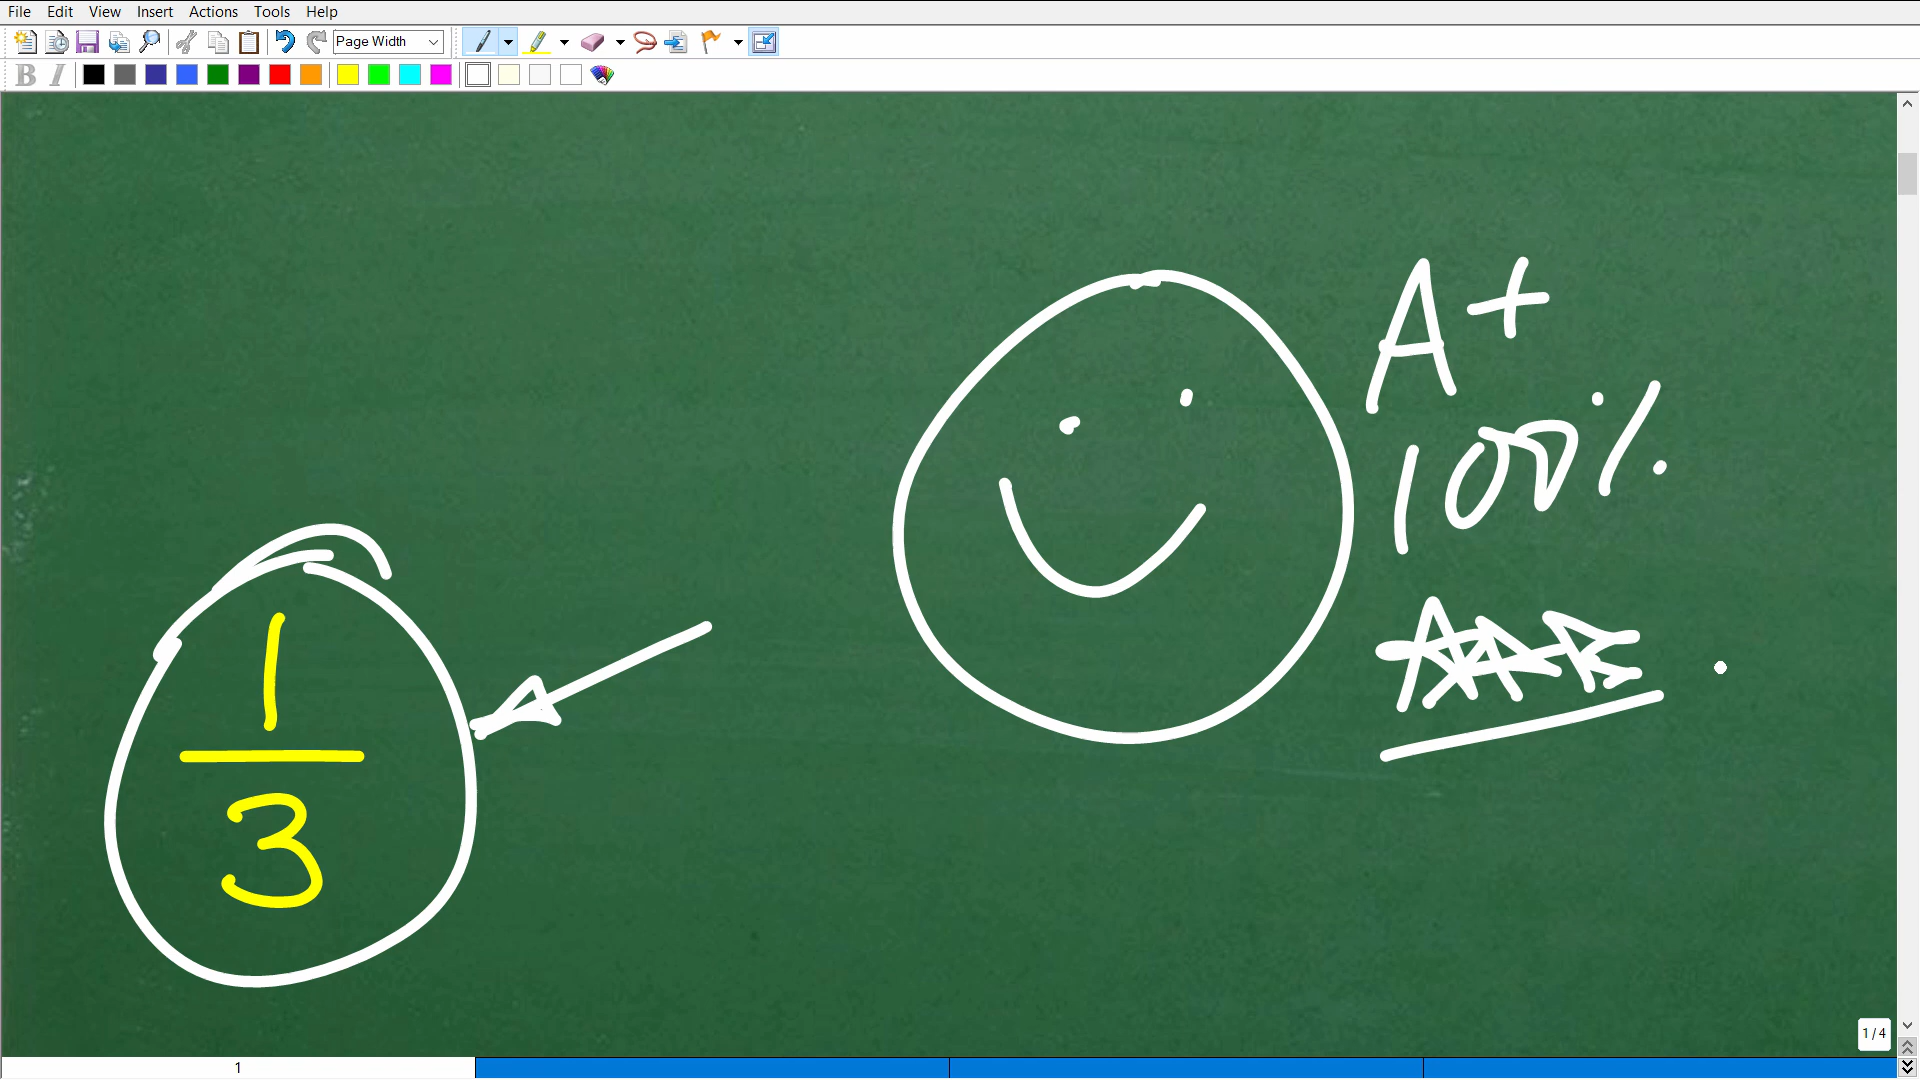 File Edit View Insert Actions Tools Help
Page Width
B I
A+
100%
1
3
1 / 4
1